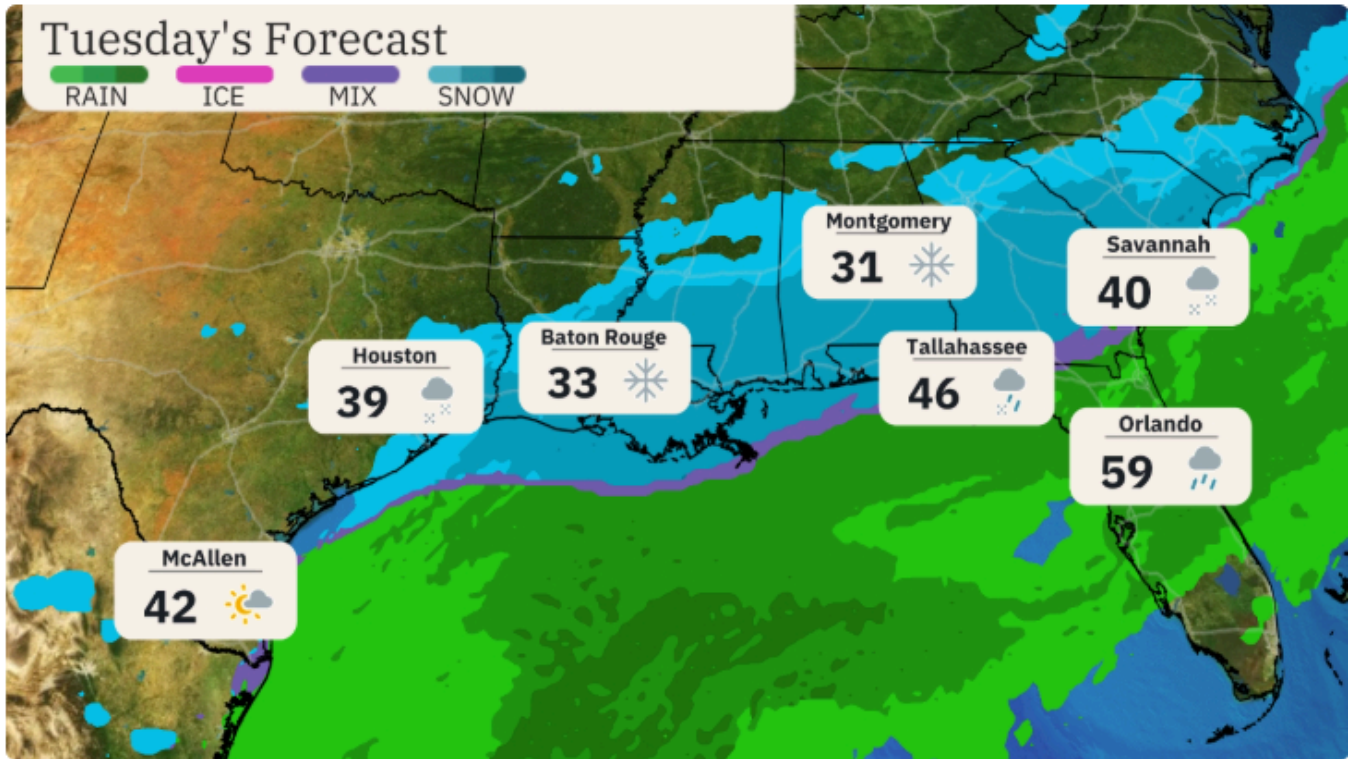 Tuesday's Forecast
RAIN ICE MIX SNOW
Montgomery
31
Savannah
40
Baton Rouge
33
Tallahassee
46
Houston
39
Orlando
59
McAllen
42